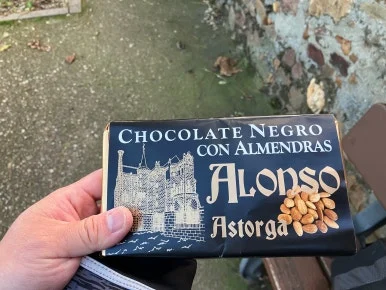 CHOCOLATE NEGRO
CON ALMENDRAS
ALONSO
Astorga